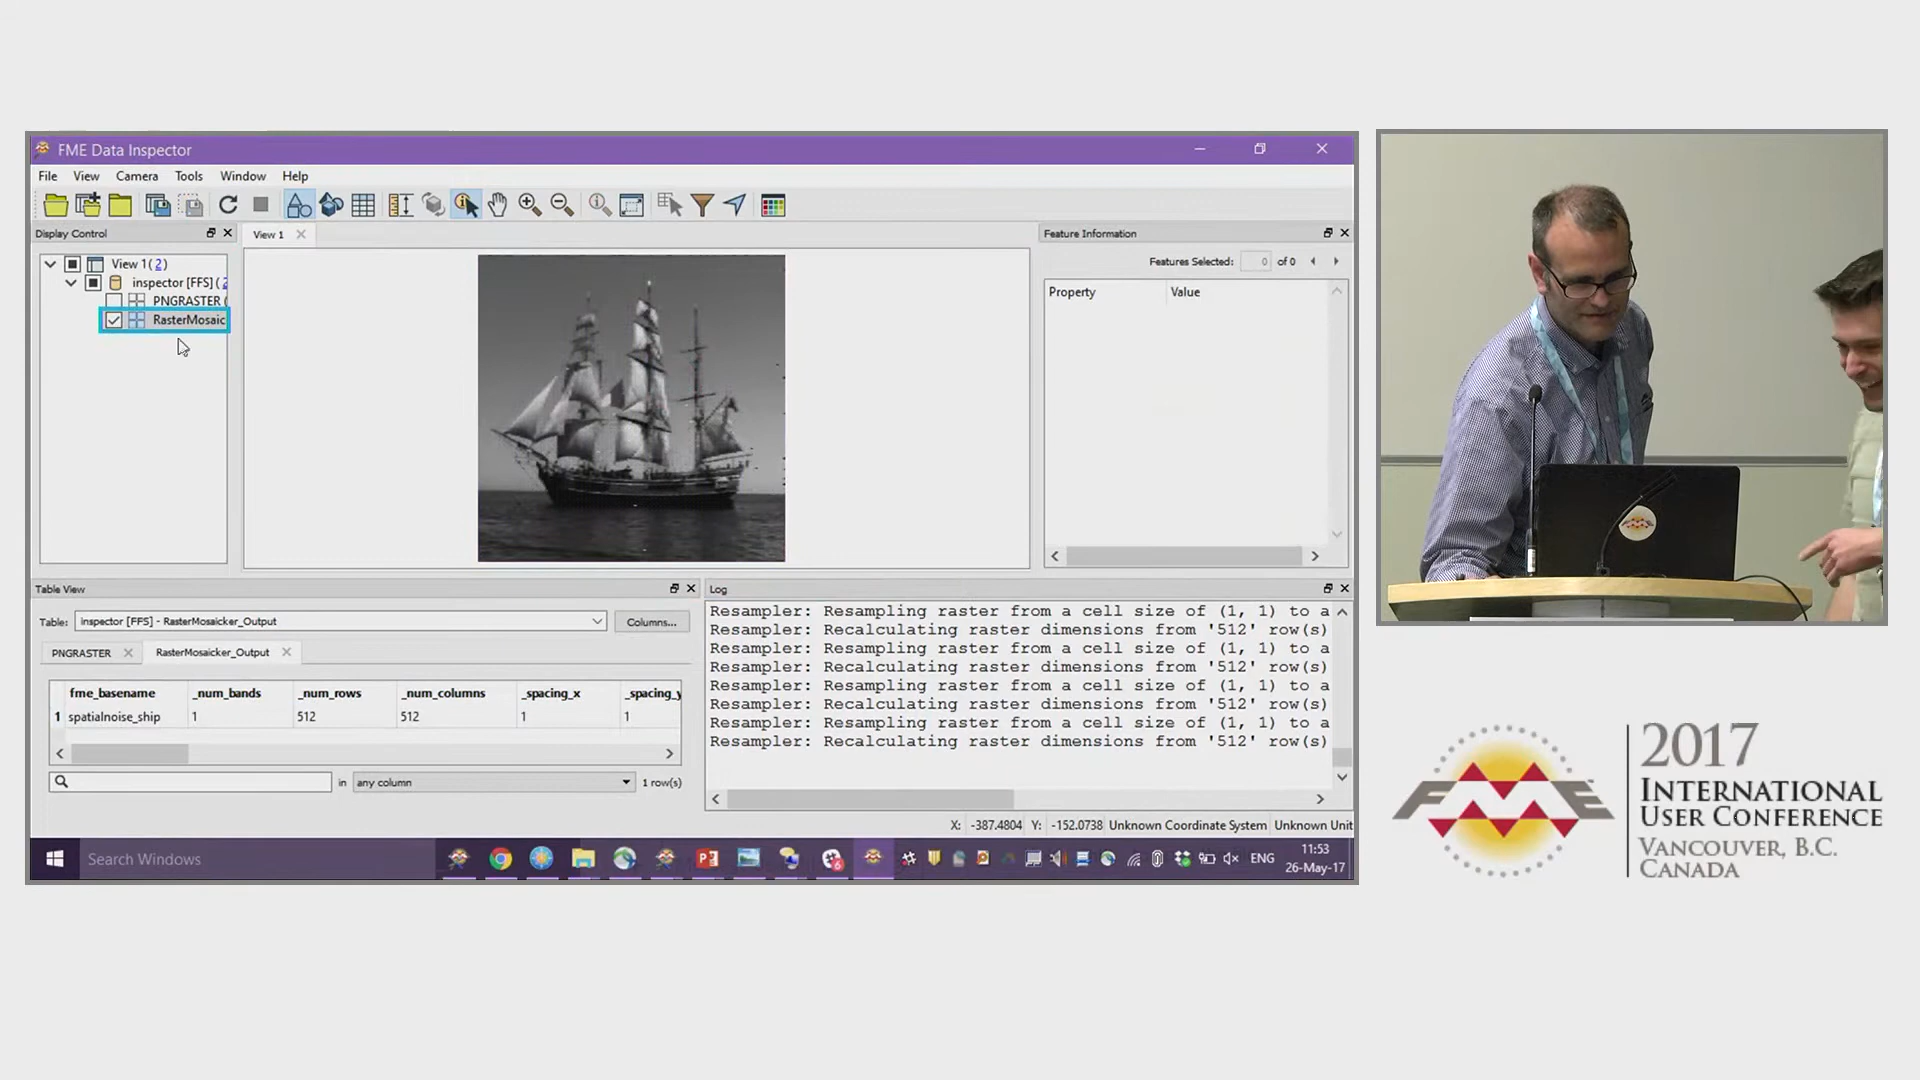 FME Data Inspector
File View Camera Tools Window Help
Display Control
View 1 (2)
inspector [FFS] (
PNGRASTER (
RasterMosaic
View 1
Feature Information
Features Selected: 0 of 0
Property Value
Table View
Table: inspector [FFS] - RasterMosaicker_Output Columns...
PNGRASTER RasterMosaicker_Output
fme_basename _num_bands _num_rows _num_columns _spacing_x _spacing_y
1 spatialnoise_ship 1 512 512 1 1
in any column 1 row(s)
Log
Resampler: Resampling raster from a cell size of (1, 1) to a
Resampler: Recalculating raster dimensions from '512' row(s)
Resampler: Resampling raster from a cell size of (1, 1) to a
Resampler: Recalculating raster dimensions from '512' row(s)
Resampler: Resampling raster from a cell size of (1, 1) to a
Resampler: Recalculating raster dimensions from '512' row(s)
Resampler: Resampling raster from a cell size of (1, 1) to a
Resampler: Recalculating raster dimensions from '512' row(s)
X: -387.4804 Y: -152.0738 Unknown Coordinate System Unknown Unit
Search Windows
ENG
11:53
26-May-17
FME
2017
INTERNATIONAL
USER CONFERENCE
VANCOUVER, B.C.
CANADA